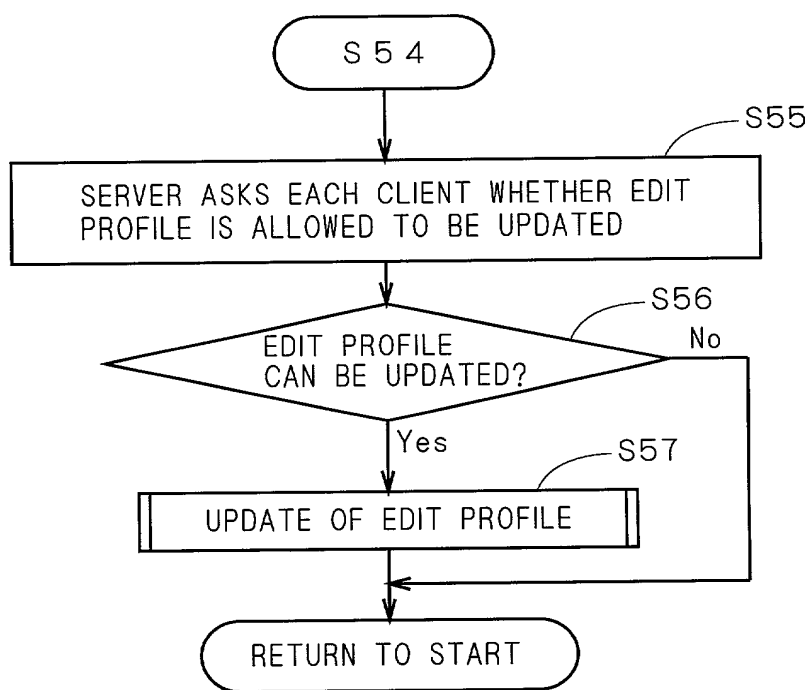 S54
S55
SERVER ASKS EACH CLIENT WHETHER EDIT
PROFILE IS ALLOWED TO BE UPDATED
S56
EDIT PROFILE
CAN BE UPDATED?
No
Yes
S57
UPDATE OF EDIT PROFILE
RETURN TO START